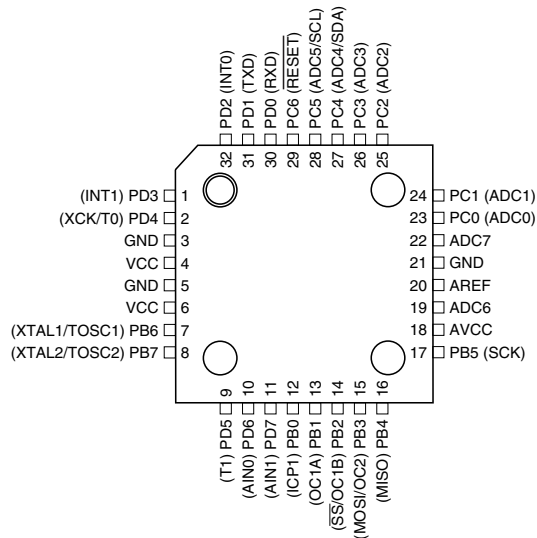 PD2 (INT0)
PD1 (TXD)
PD0 (RXD)
PC6 (RESET)
PC5 (ADC5/SCL)
PC4 (ADC4/SDA)
PC3 (ADC3)
PC2 (ADC2)
32
31
30
29
28
27
26
25
(INT1) PD3 1
(XCK/T0) PD4 2
GND 3
VCC 4
GND 5
VCC 6
(XTAL1/TOSC1) PB6 7
(XTAL2/TOSC2) PB7 8
24 PC1 (ADC1)
23 PC0 (ADC0)
22 ADC7
21 GND
20 AREF
19 ADC6
18 AVCC
17 PB5 (SCK)
9
10
11
12
13
14
15
16
(T1) PD5
(AIN0) PD6
(AIN1) PD7
(ICP1) PB0
(OC1A) PB1
(SS/OC1B) PB2
(MOSI/OC2) PB3
(MISO) PB4